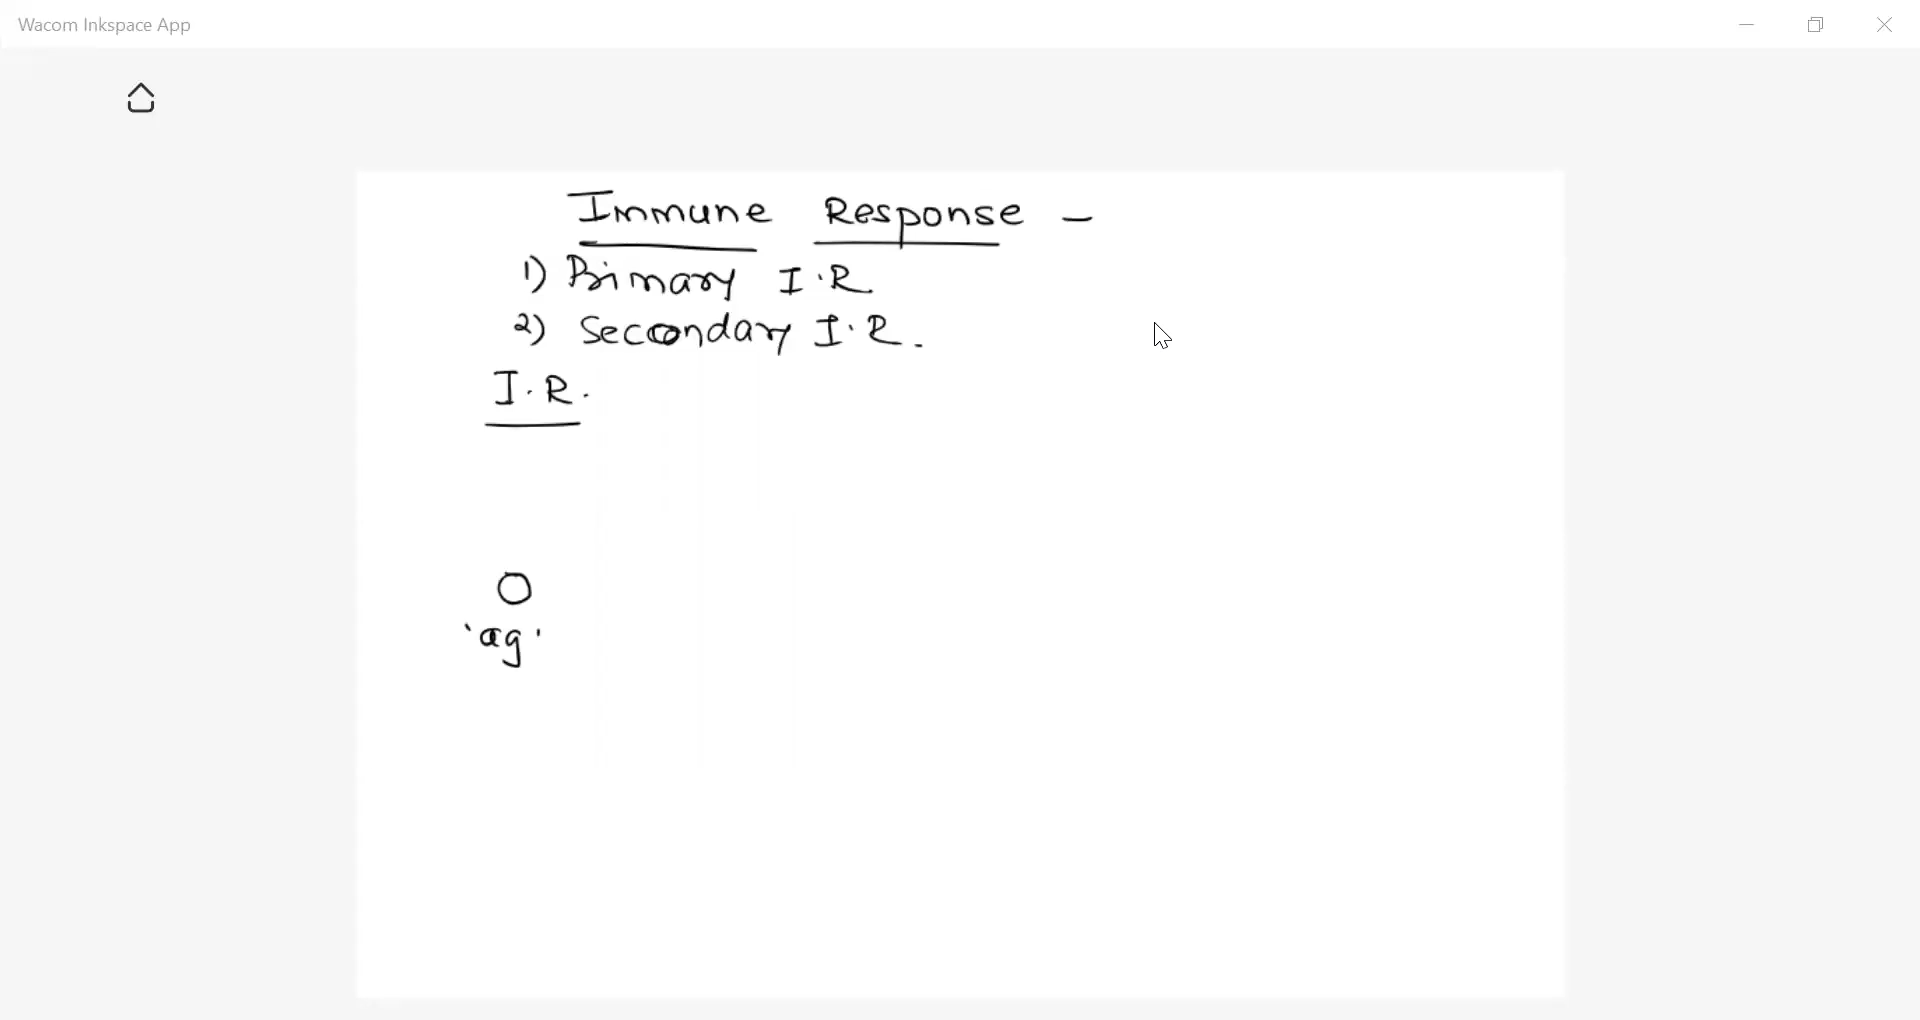 Wacom Inkspace App
Immune Response -
1) Primary I.R
2) Secondary I.R.
I.R.
'ag'